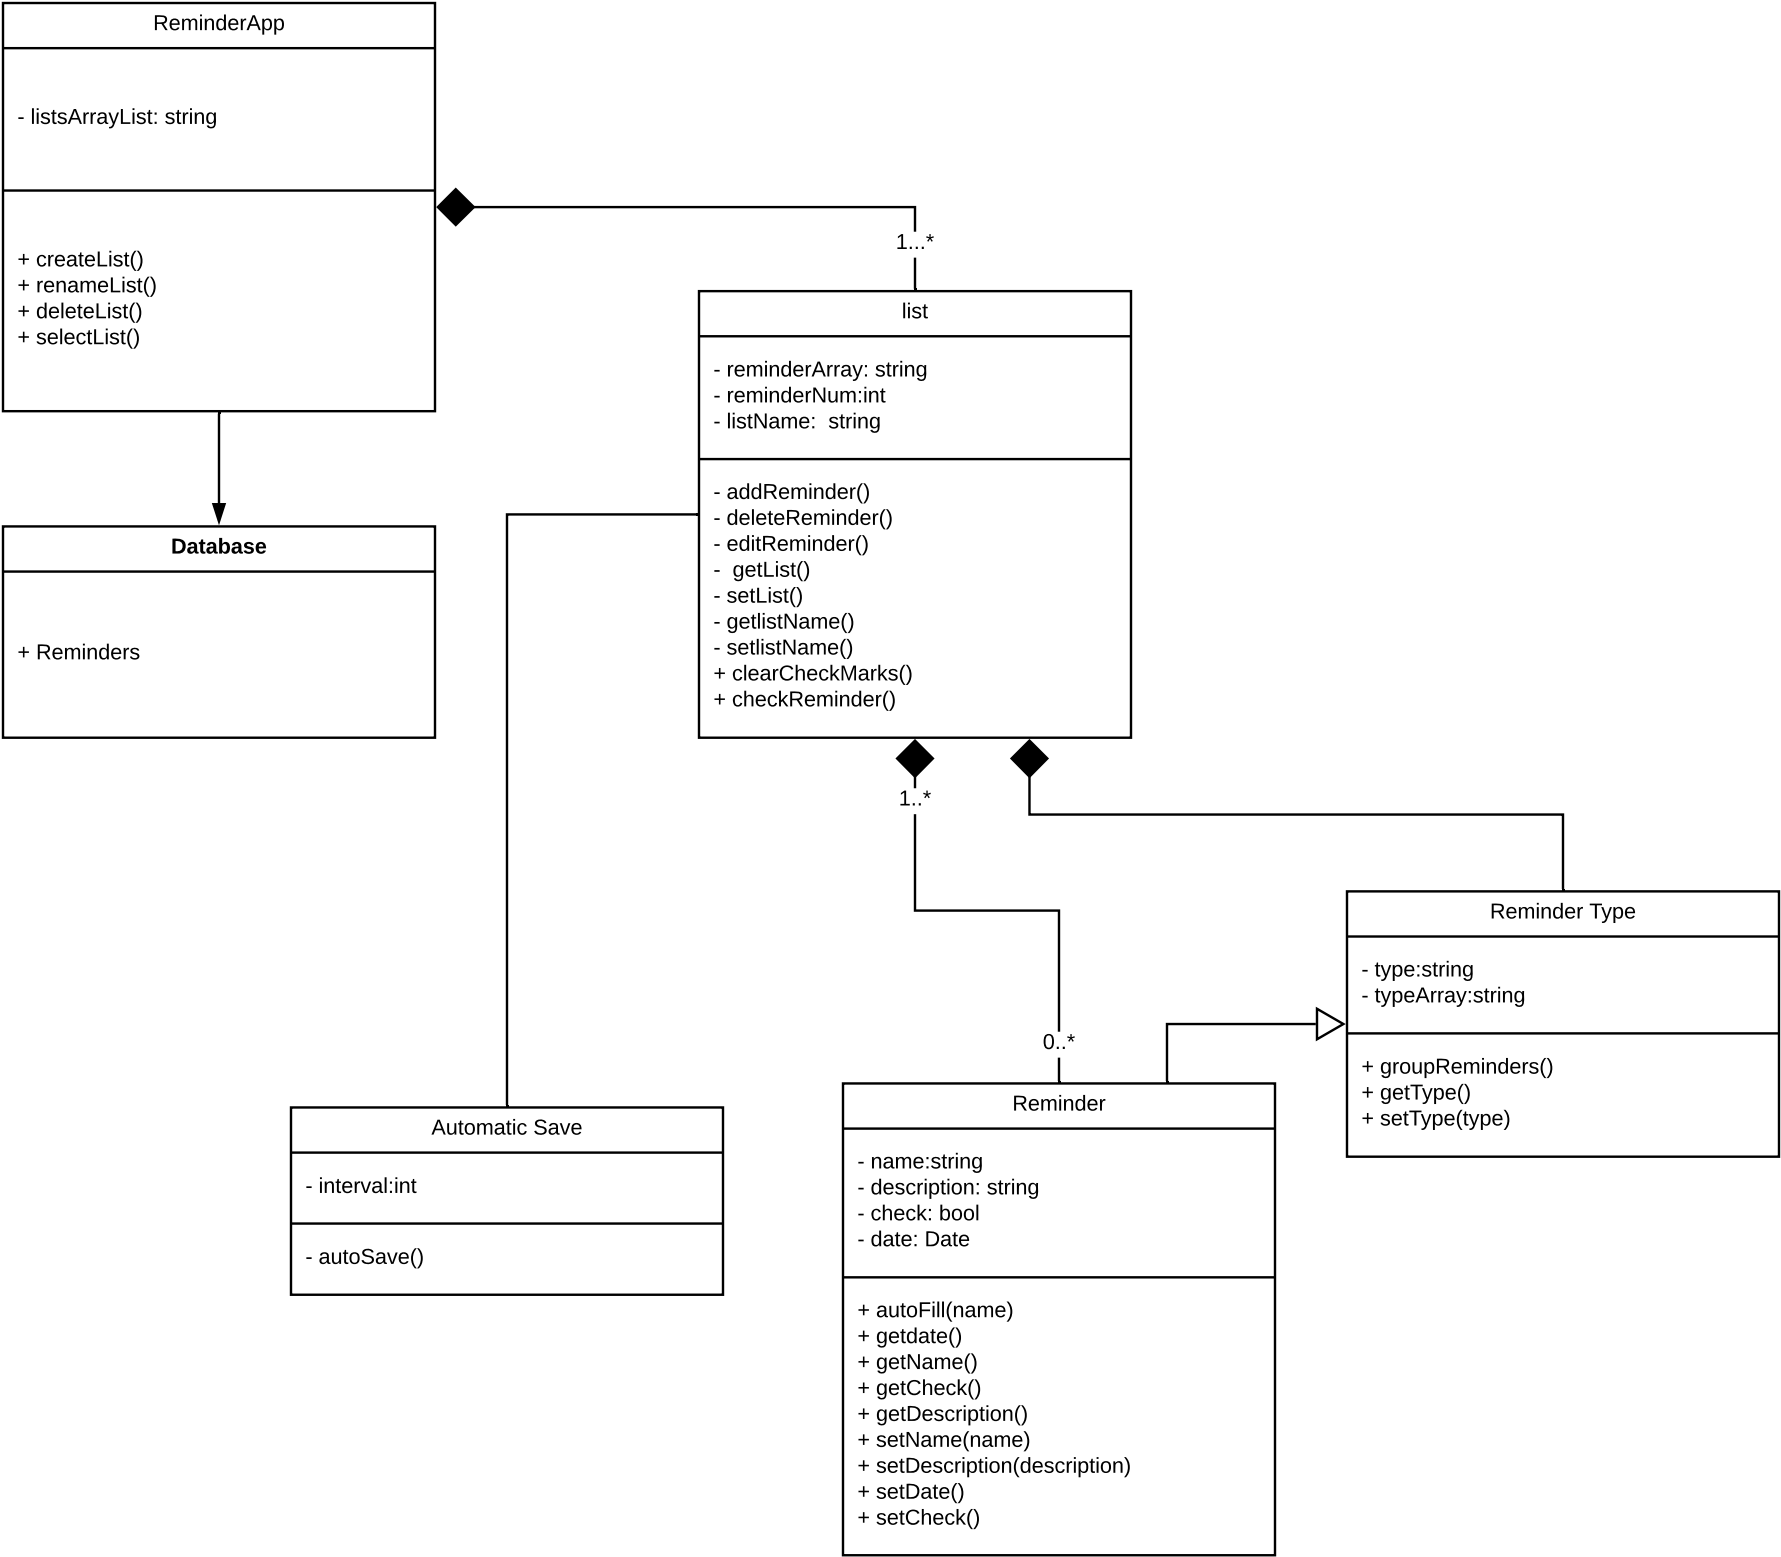 ReminderApp
- listsArrayList: string
+ createList()
+ renameList()
+ deleteList()
+ selectList()
1...*
list
- reminderArray: string
- reminderNum:int
- listName:  string
- addReminder()
- deleteReminder()
- editReminder()
-  getList()
- setList()
- getlistName()
- setlistName()
+ clearCheckMarks()
+ checkReminder()
Database
+ Reminders
1..*
0..*
Reminder Type
- type:string
- typeArray:string
+ groupReminders()
+ getType()
+ setType(type)
Automatic Save
- interval:int
- autoSave()
Reminder
- name:string
- description: string
- check: bool
- date: Date
+ autoFill(name)
+ getdate()
+ getName()
+ getCheck()
+ getDescription()
+ setName(name)
+ setDescription(description)
+ setDate()
+ setCheck()